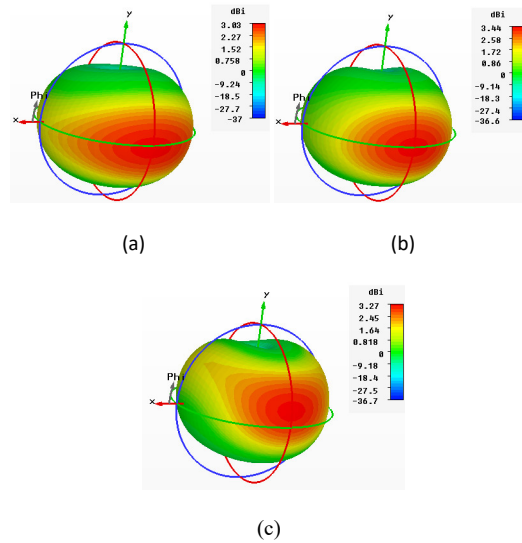 dBi
3.03
2.27
1.52
0.758
0
-9.24
-18.5
-27.7
-37
y
Phi
x
(a)
dBi
3.44
2.58
1.72
0.86
0
-9.14
-18.3
-27.4
-36.6
y
Phi
x
(b)
dBi
3.27
2.45
1.64
0.818
0
-9.18
-18.4
-27.5
-36.7
y
Phi
x
(c)